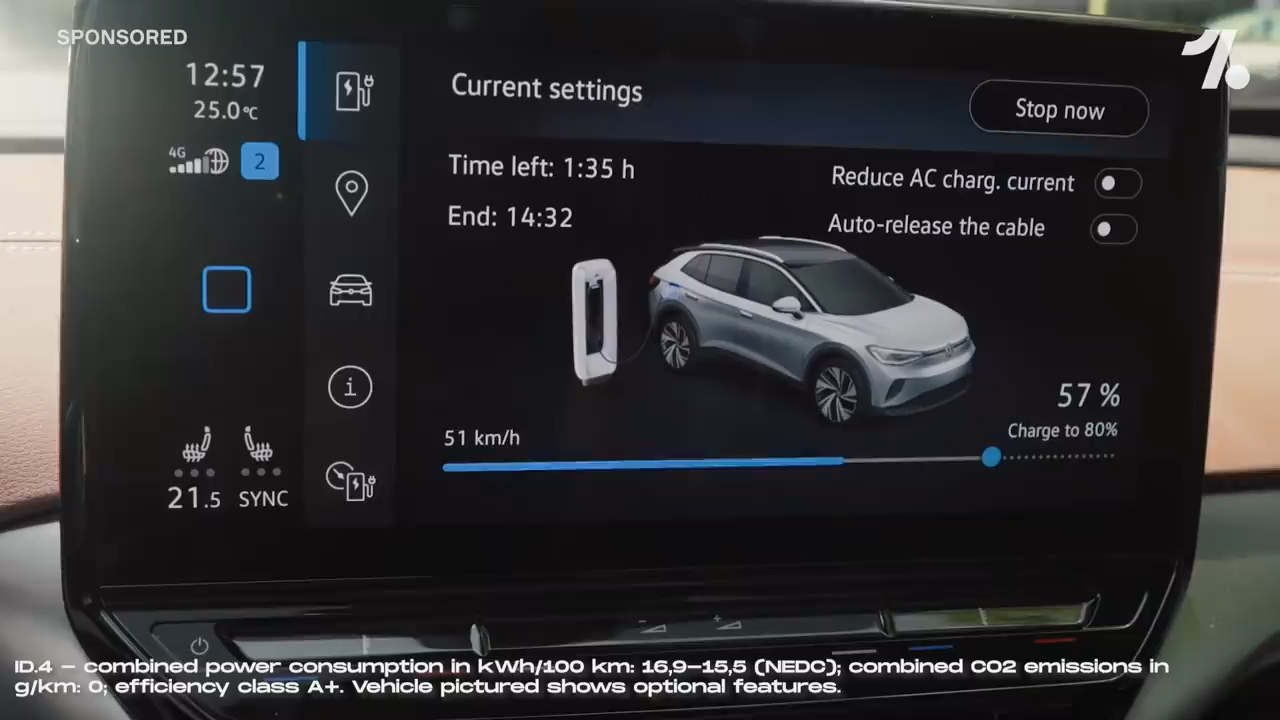 SPONSORED
12:57
25.0°C
4G
2
Current settings
Stop now
Time left: 1:35 h
End: 14:32
Reduce AC charg. current
Auto-release the cable
57 %
Charge to 80%
51 km/h
21.5 SYNC
ID.4 – combined power consumption in kWh/100 km: 16,9–15,5 (NEDC); combined CO2 emissions in
g/km: 0; efficiency class A+. Vehicle pictured shows optional features.